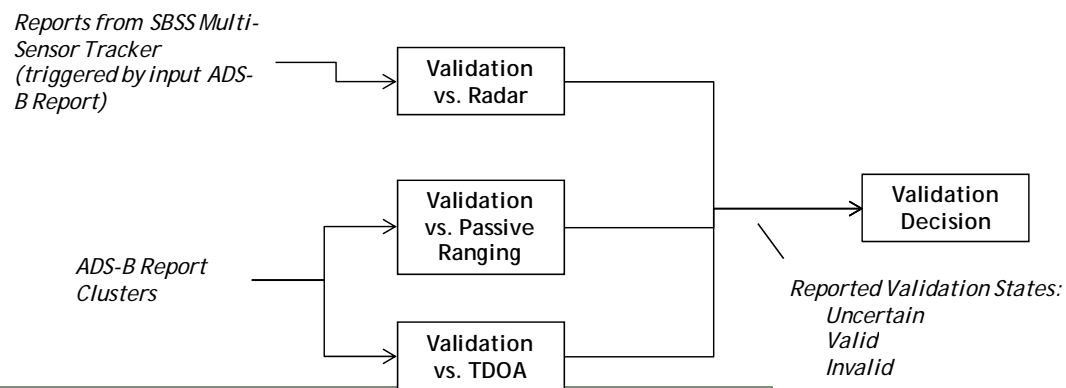 Reports from SBSS Multi-
Sensor Tracker
(triggered by input ADS-
B Report)
Validation
vs. Radar
Validation
vs. Passive
Ranging
Validation
Decision
ADS-B Report
Clusters
Reported Validation States:
Uncertain
Valid
Invalid
Validation
vs. TDOA